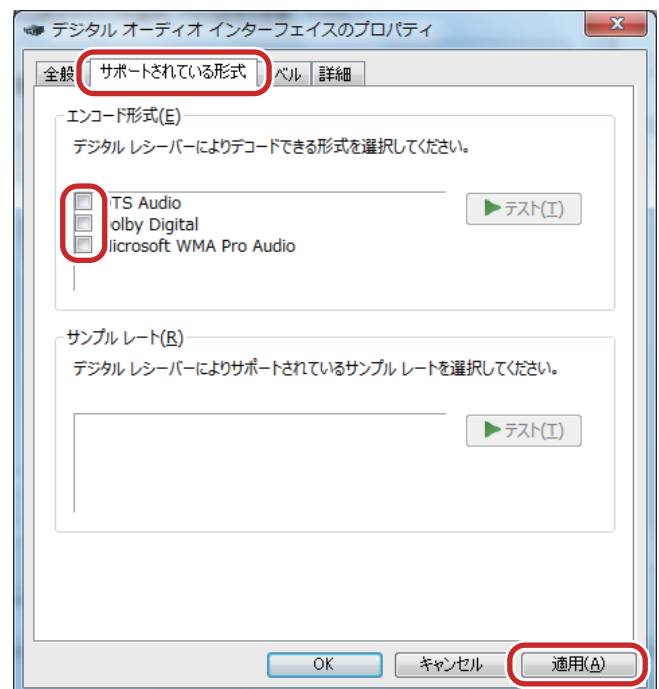 デジタル オーディオ インターフェイスのプロパティ
全般 サポートされている形式 ベル 詳細
エンコード形式(E)
デジタル レシーバーによりデコードできる形式を選択してください。
TS Audio
olby Digital
icrosoft WMA Pro Audio
テスト(T)
サンプル レート(R)
デジタル レシーバーによりサポートされているサンプル レートを選択してください。
テスト(T)
OK キャンセル 適用(A)